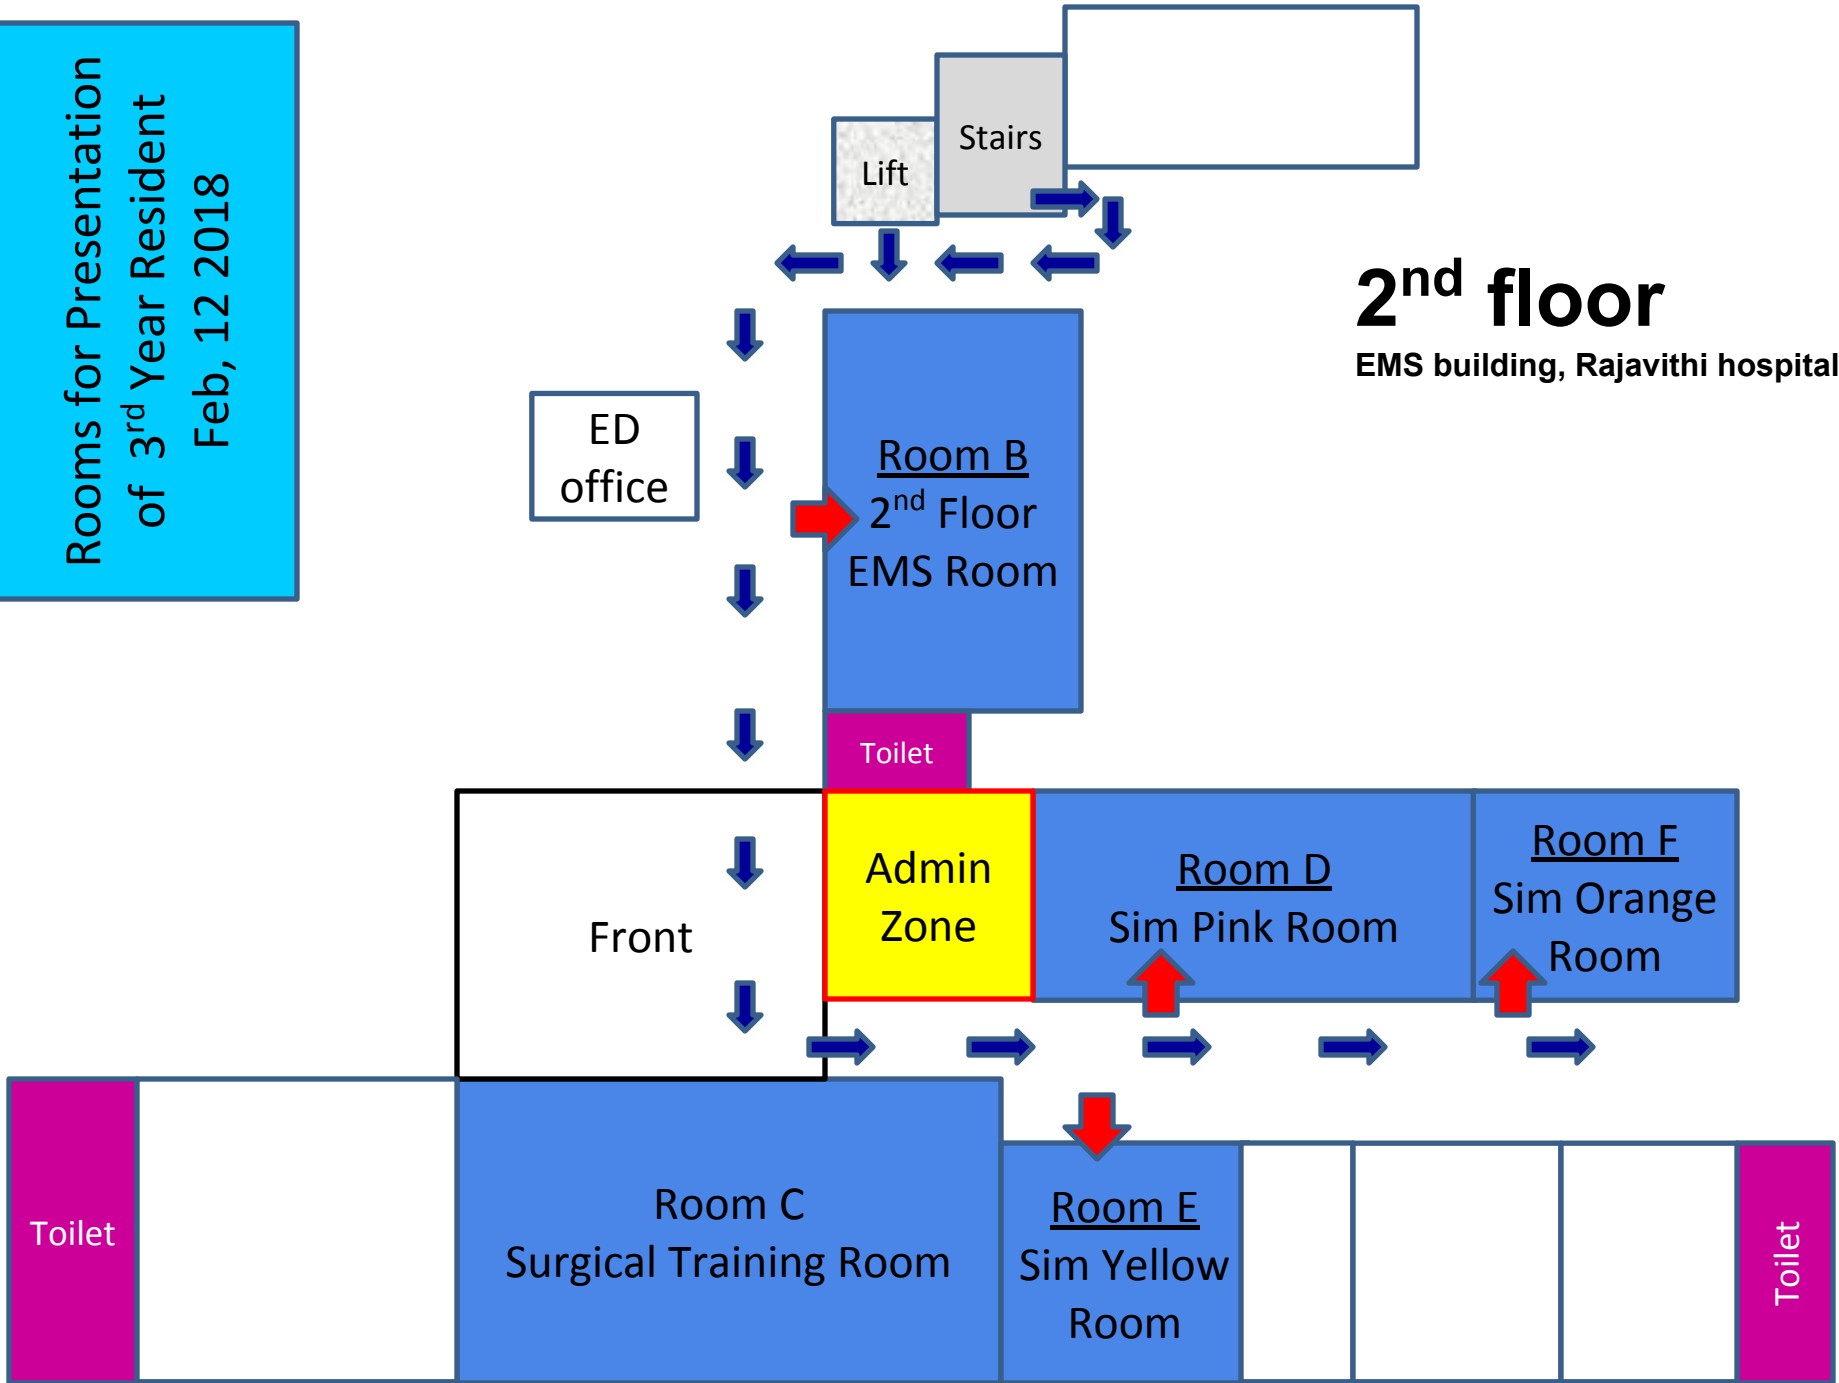 Rooms for Presentation
of 3rd Year Resident
Feb, 12 2018
Stairs
Lift
2nd floor
EMS building, Rajavithi hospital
ED
office
Room B
2nd Floor
EMS Room
Toilet
Front
Admin
Zone
Room D
Sim Pink Room
Room F
Sim Orange
Room
Toilet
Room C
Surgical Training Room
Room E
Sim Yellow
Room
Toilet